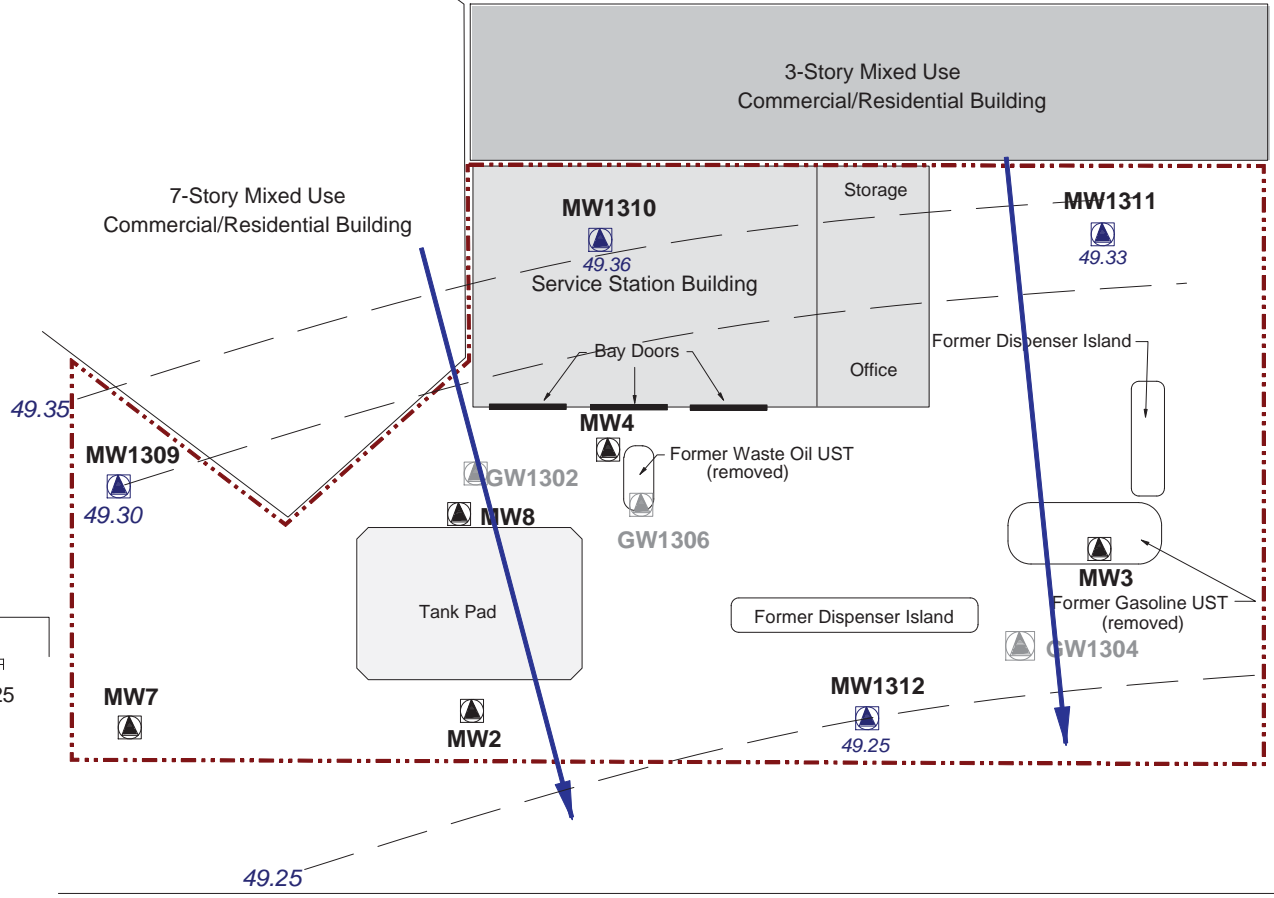 3-Story Mixed Use
Commercial/Residential Building
7-Story Mixed Use
Commercial/Residential Building
Storage
MW1310
49.36
MW1311
49.33
Service Station Building
Bay Doors
Former Dispenser Island
Office
49.35
MW4
MW1309
49.30
Former Waste Oil UST
(removed)
GW1302
MW8
GW1306
MW3
Tank Pad
Former Dispenser Island
Former Gasoline UST
(removed)
GW1304
25
MW7
MW1312
49.25
MW2
49.25